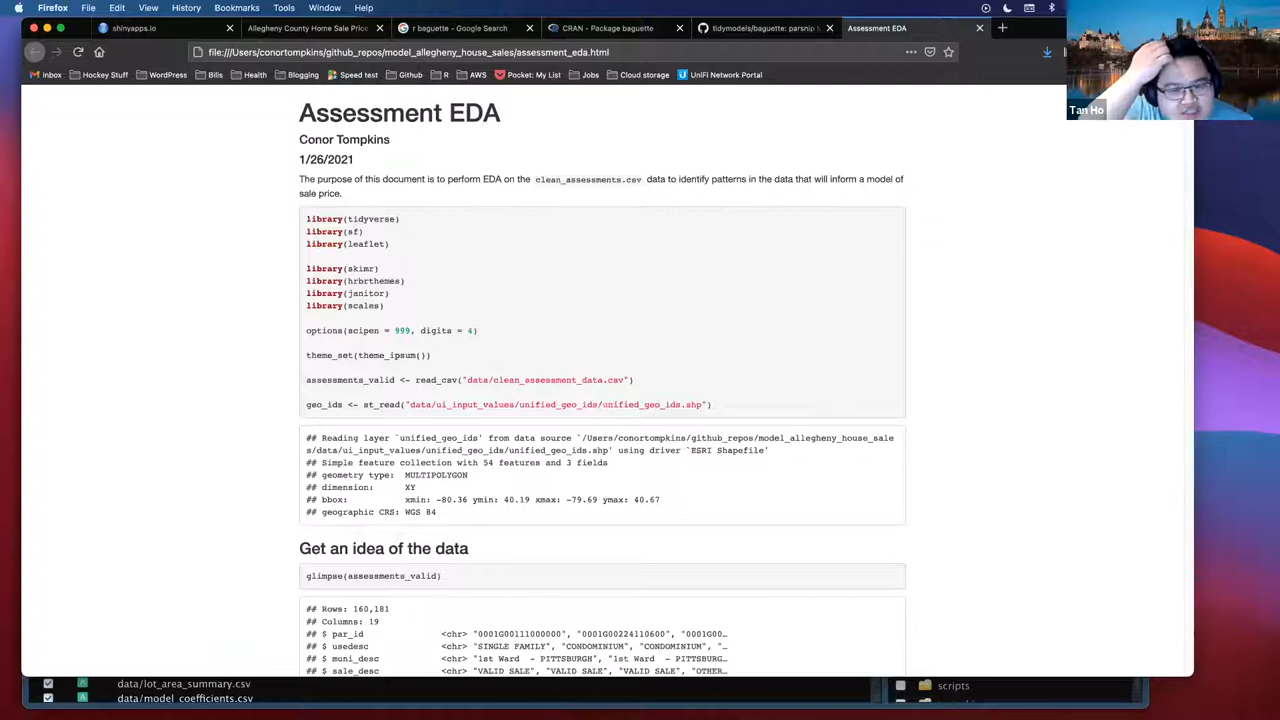 Firefox File Edit View History Bookmarks Tools Window Help
shinyapps.io
Allegheny County Home Sale Price
r baguette - Google Search
CRAN - Package baguette
tidymodels/baguette: parsnip
Assessment EDA
file:///Users/conortompkins/github_repos/model_allegheny_house_sales/assessment_eda.html
Inbox Hockey Stuff WordPress Bills Health Blogging Speed test Github R AWS Pocket: My List Jobs Cloud storage UniFi Network Portal
Tan Ho
Assessment EDA
Conor Tompkins
1/26/2021
The purpose of this document is to perform EDA on the clean_assessments.csv data to identify patterns in the data that will inform a model of
sale price.
library(tidyverse)
library(sf)
library(leaflet)
library(skimr)
library(hrbrthemes)
library(janitor)
library(scales)
options(scipen = 999, digits = 4)
theme_set(theme_ipsum())
assessments_valid <- read_csv("data/clean_assessment_data.csv")
geo_ids <- st_read("data/ui_input_values/unified_geo_ids/unified_geo_ids.shp")
## Reading layer `unified_geo_ids' from data source `/Users/conortompkins/github_repos/model_allegheny_house_sale
s/data/ui_input_values/unified_geo_ids/unified_geo_ids.shp' using driver `ESRI Shapefile'
## Simple feature collection with 54 features and 3 fields
## geometry type: MULTIPOLYGON
## dimension: XY
## bbox: xmin: -80.36 ymin: 40.19 xmax: -79.69 ymax: 40.67
## geographic CRS: WGS 84
Get an idea of the data
glimpse(assessments_valid)
## Rows: 160,181
## Columns: 19
## $ par_id <chr> "0001G00111000000", "0001G00224110600", "0001G00…
## $ usedesc <chr> "SINGLE FAMILY", "CONDOMINIUM", "CONDOMINIUM", "…
## $ muni_desc <chr> "1st Ward - PITTSBURGH", "1st Ward - PITTSBURG…
## $ sale_desc <chr> "VALID SALE", "VALID SALE", "VALID SALE", "OTHER…
data/lot_area_summary.csv
data/model_coefficients.csv
scripts